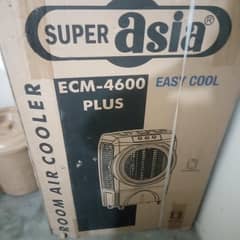 SUPER asia®
ECM-4600
PLUS
EASY COOL
ROOM AIR COOLER